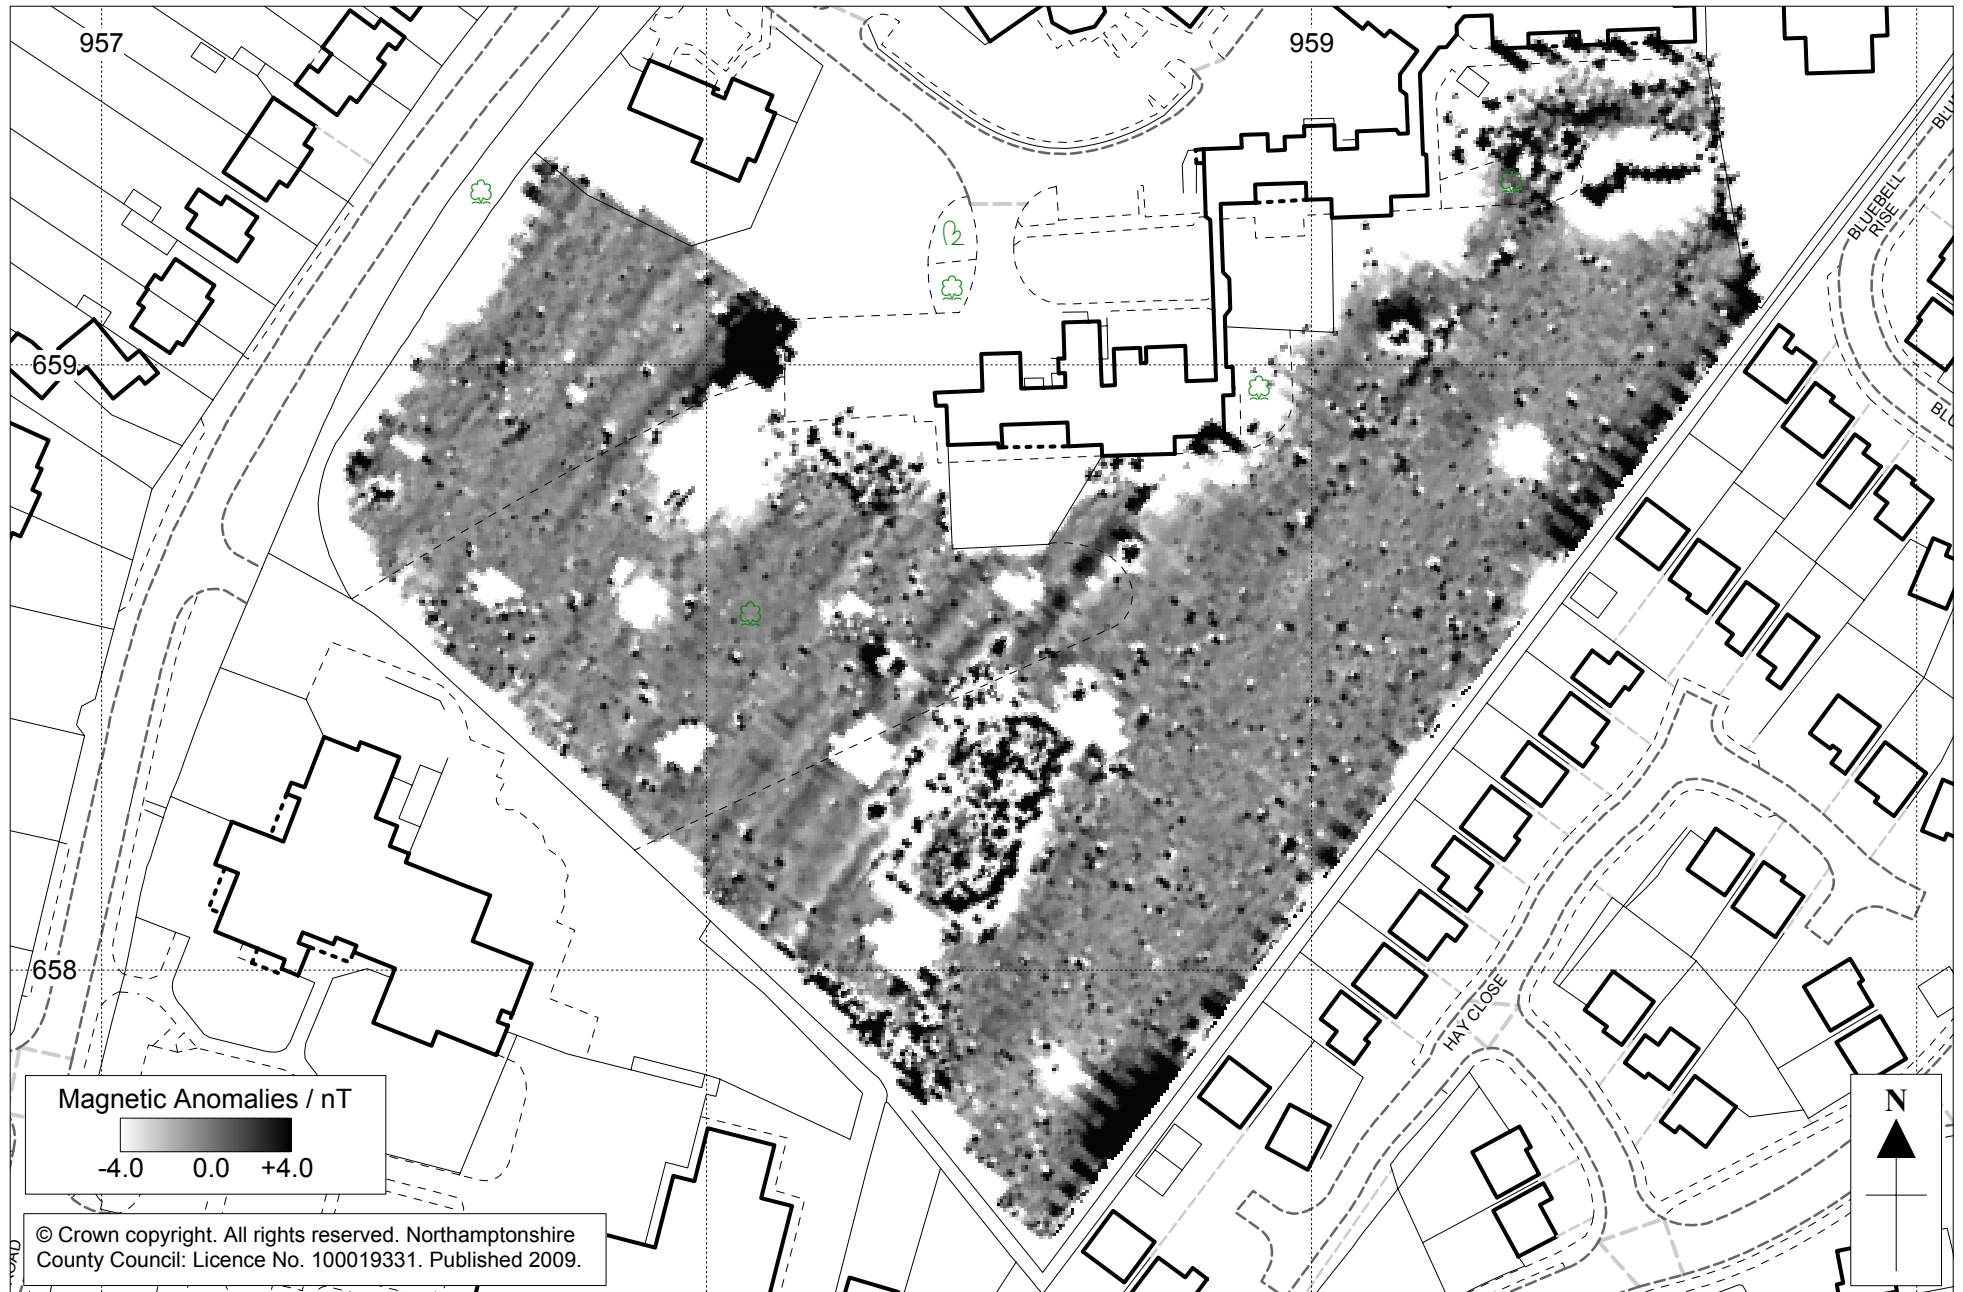 957
959
BLUEBELL
RISE
659
658
HAY CLOSE
Magnetic Anomalies / nT
-4.0 0.0 +4.0
N
© Crown copyright. All rights reserved. Northamptonshire
County Council: Licence No. 100019331. Published 2009.